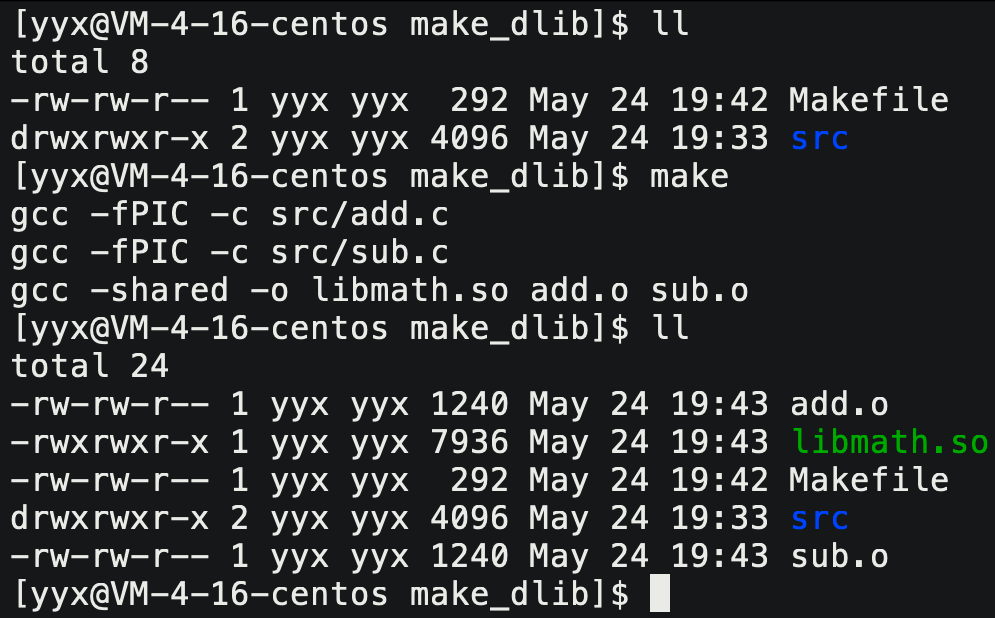 [yyx@VM-4-16-centos make_dlib]$ ll
total 8
-rw-rw-r-- 1 yyx yyx  292 May 24 19:42 Makefile
drwxrwxr-x 2 yyx yyx 4096 May 24 19:33 src
[yyx@VM-4-16-centos make_dlib]$ make
gcc -fPIC -c src/add.c
gcc -fPIC -c src/sub.c
gcc -shared -o libmath.so add.o sub.o
[yyx@VM-4-16-centos make_dlib]$ ll
total 24
-rw-rw-r-- 1 yyx yyx 1240 May 24 19:43 add.o
-rwxrwxr-x 1 yyx yyx 7936 May 24 19:43 libmath.so
-rw-rw-r-- 1 yyx yyx  292 May 24 19:42 Makefile
drwxrwxr-x 2 yyx yyx 4096 May 24 19:33 src
-rw-rw-r-- 1 yyx yyx 1240 May 24 19:43 sub.o
[yyx@VM-4-16-centos make_dlib]$